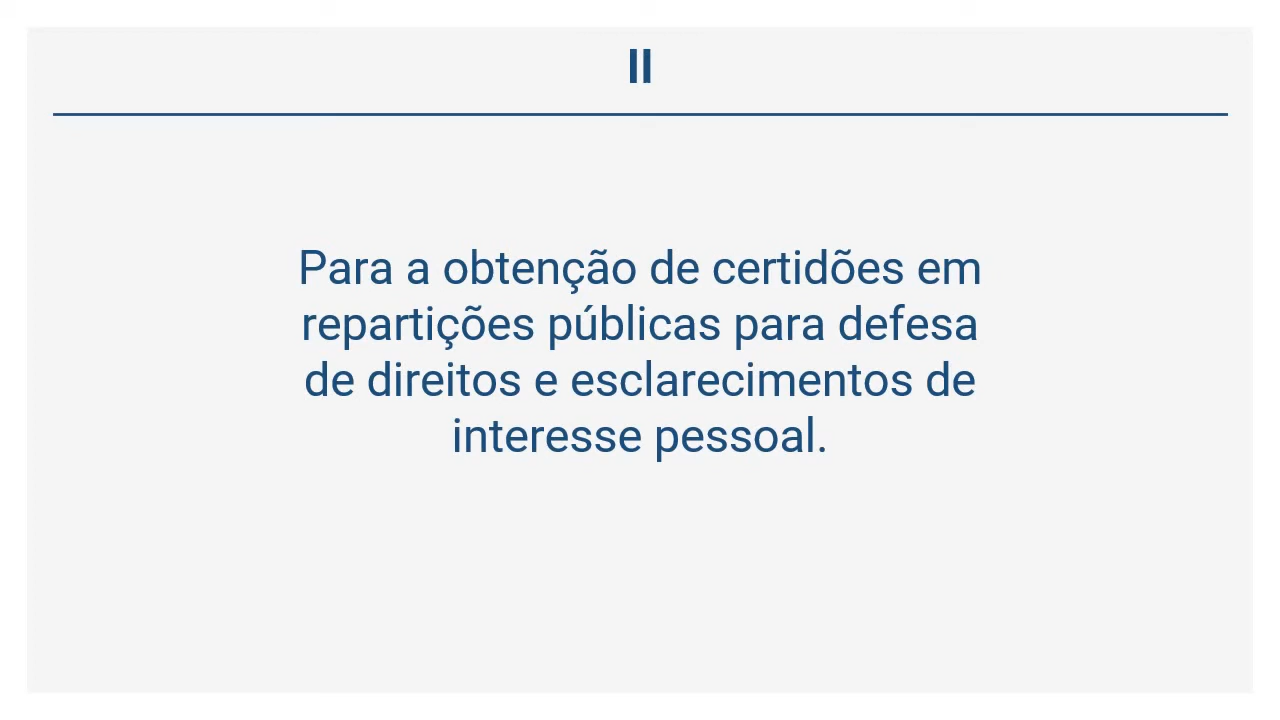 II
Para a obtenção de certidões em
repartições públicas para defesa
de direitos e esclarecimentos de
interesse pessoal.